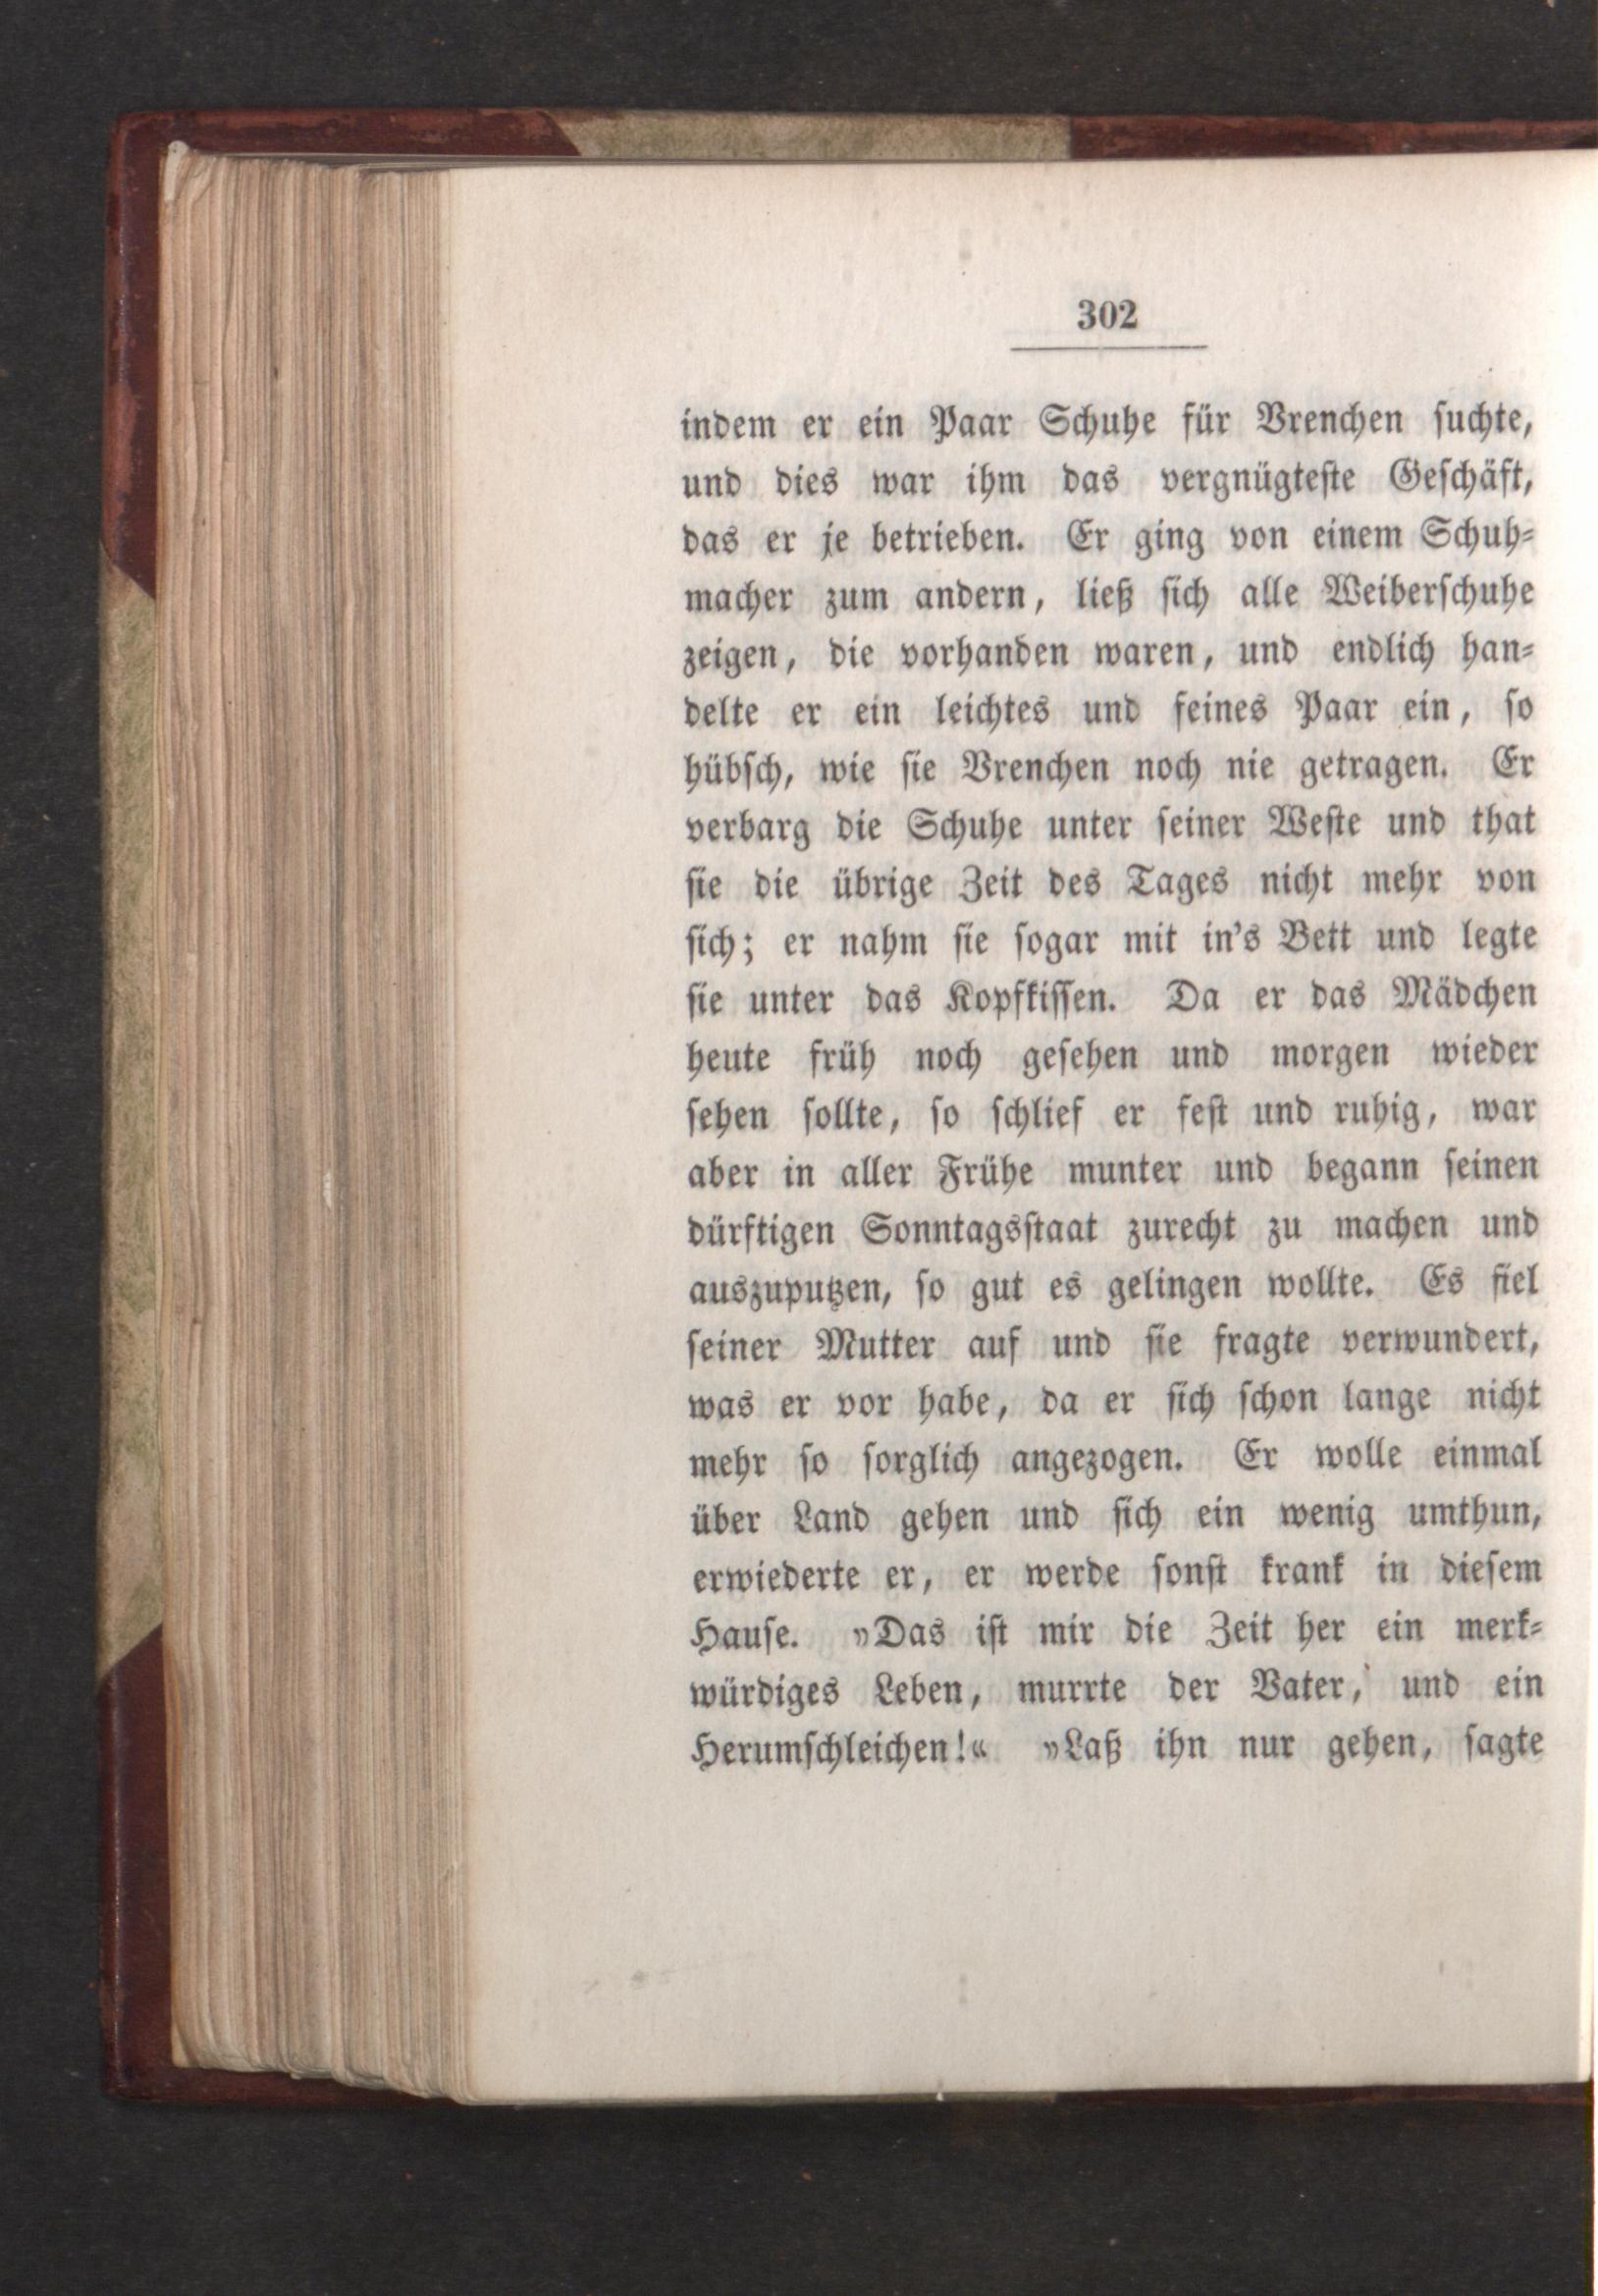 302
indem er ein Paar Schuhe für Vrenchen ſuchte,
und dies war ihm das vergnügteſte Geſchäft,
das er je betrieben. Er ging von einem Schuh⸗
macher zum andern, ließ ſich alle Weiberſchuhe
zeigen, die vorhanden waren, und endlich han⸗
delte er ein leichtes und feines Paar ein, ſo
hübſch, wie ſie Vrenchen noch nie getragen. Er
verbarg die Schuhe unter ſeiner Weſte und that
ſie die übrige Zeit des Tages nicht mehr von
ſich; er nahm ſie ſogar mit in's Bett und legte
ſie unter das Kopfkiſſen. Da er das Mädchen
heute früh noch geſehen und morgen wieder
ſehen ſollte, ſo ſchlief er feſt und ruhig, war
aber in aller Frühe munter und begann ſeinen
dürftigen Sonntagsſtaat zurecht zu machen und
auszuputzen, ſo gut es gelingen wollte. Es fiel
ſeiner Mutter auf und ſie fragte verwundert,
was er vor habe, da er ſich ſchon lange nicht
mehr ſo ſorglich angezogen. Er wolle einmal
über Land gehen und ſich ein wenig umthun,
erwiederte er, er werde ſonſt krank in dieſem
Hauſe. »Das iſt mir die Zeit her ein merk⸗
würdiges Leben, murrte der Vater, und ein
Herumſchleichen!« »Laß ihn nur gehen, ſagte